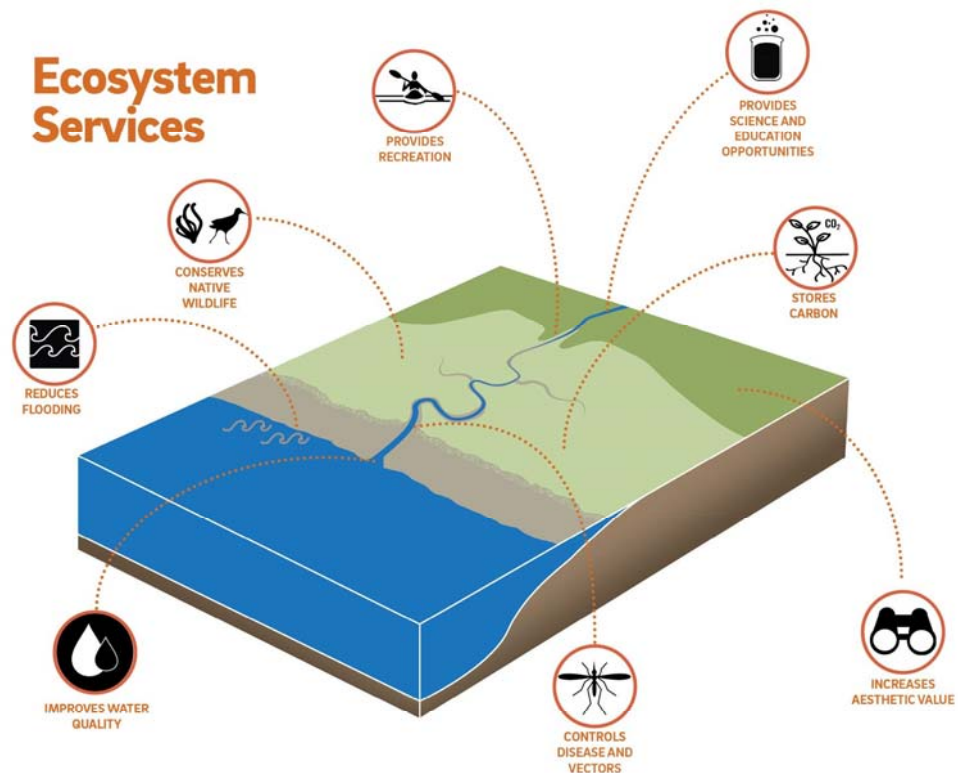 Ecosystem
Services
PROVIDES
RECREATION
PROVIDES
SCIENCE AND
EDUCATION
OPPORTUNITIES
CONSERVES
NATIVE
WILDLIFE
CO₂
STORES
CARBON
REDUCES
FLOODING
IMPROVES WATER
QUALITY
CONTROLS
DISEASE AND
VECTORS
INCREASES
AESTHETIC VALUE